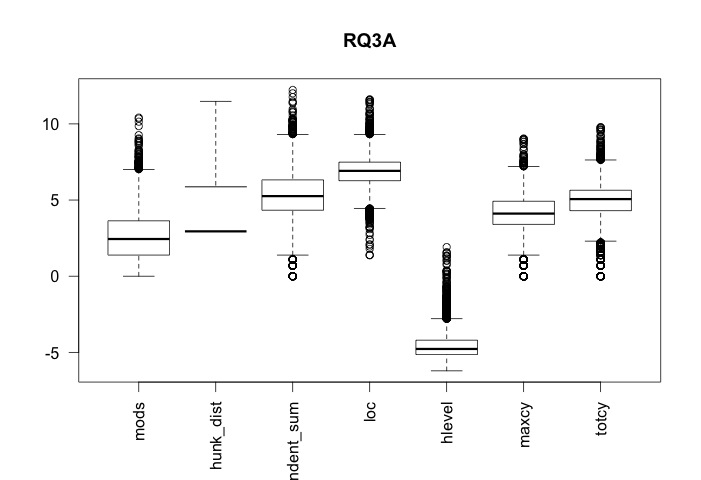 RQ3A
10
5
0
-5
mods
hunk_dist
ndent_sum
loc
hlevel
maxcy
totcy